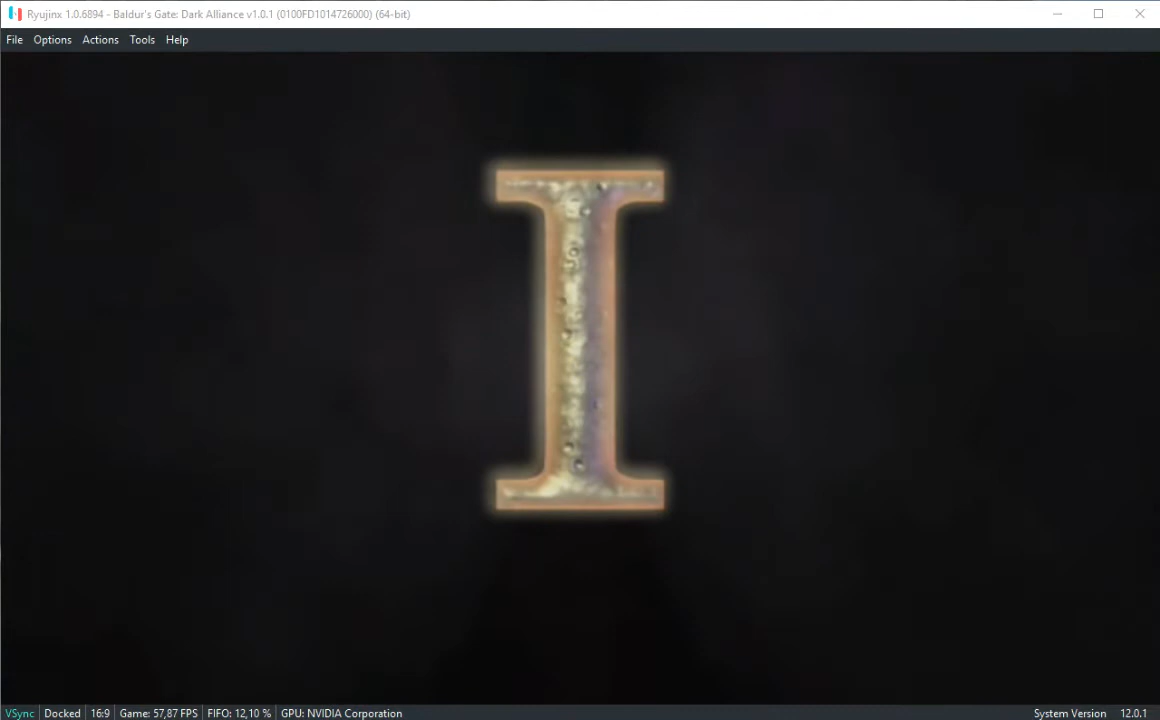 Ryujinx 1.0.6894 - Baldur's Gate: Dark Alliance v1.0.1 (0100FD1014726000) (64-bit)
File Options Actions Tools Help
I
VSync Docked 16:9 Game: 57,87 FPS FIFO: 12,10 % GPU: NVIDIA Corporation System Version 12.0.1